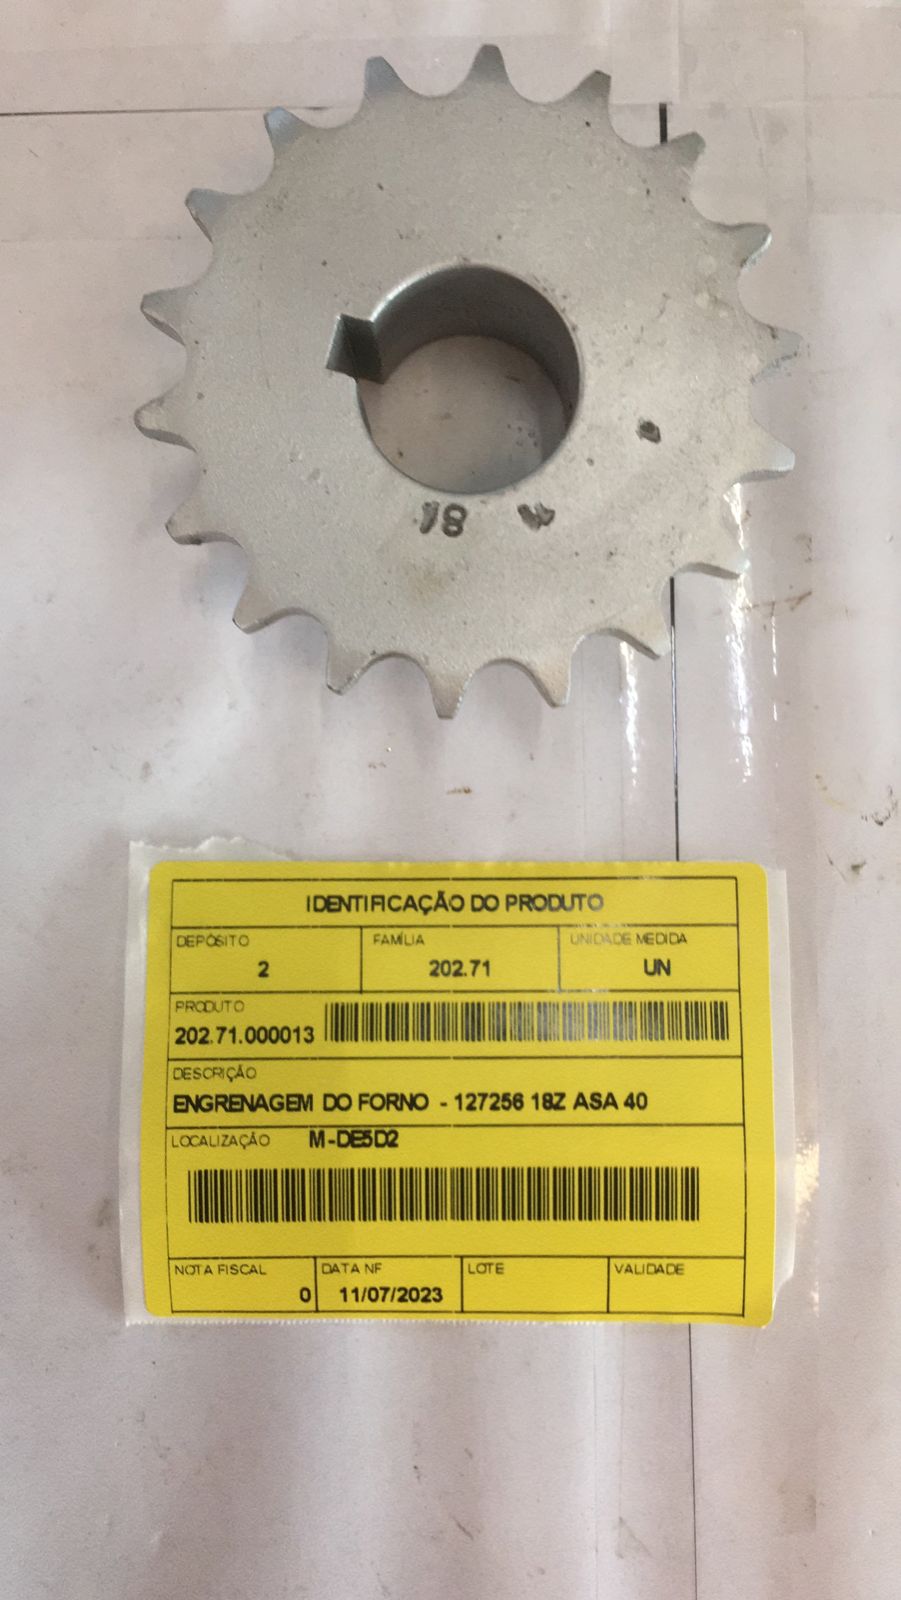 18
IDENTIFICAÇÃO DO PRODUTO
DEPÓSITO FAMÍLIA UNIDADE MEDIDA
2 202.71 UN
PRODUTO
202.71.000013
DESCRIÇÃO
ENGRENAGEM DO FORNO - 127256 18Z ASA 40
LOCALIZAÇÃO M-DE5D2
NOTA FISCAL DATA NF LOTE VALIDADE
0 11/07/2023